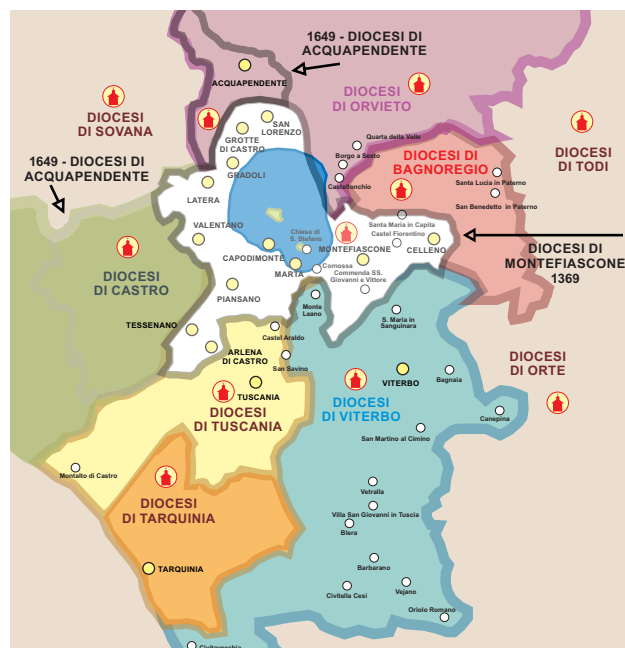 1649 - DIOCESI DI
ACQUAPENDENTE
ACQUAPENDENTE
DIOCESI
DI ORVIETO
DIOCESI
DI SOVANA
SAN
LORENZO
GROTTE
DI CASTRO
Quarta della Valle
Borgo a Sesto
Castellonchio
DIOCESI DI
BAGNOREGIO
DIOCESI
DI TODI
1649 - DIOCESI DI
ACQUAPENDENTE
GRADOLI
LATERA
Santa Lucia in Paterno
San Benedetto in Paterno
VALENTANO
Chiesa di
S. Stefano
Santa Maria in Capita
Castel Fiorentino
MONTEFIASCONE
CELLENO
DIOCESI DI
MONTEFIASCONE
1369
CAPODIMONTE
MARTA
Cornossa
Commenda SS.
Giovanni e Vittore
DIOCESI
DI CASTRO
PIANSANO
Monte
Leano
S. Maria in
Sanguinara
TESSENANO
Castel Araldo
ARLENA
DI CASTRO
San Savino
DIOCESI
DI ORTE
VITERBO
Bagnaia
TUSCANIA
DIOCESI
DI TUSCANIA
DIOCESI
DI VITERBO
Canepina
San Martino al Cimino
Montalto di Castro
DIOCESI
DI TARQUINIA
Vetralla
Villa San Giovanni in Tuscia
Blera
TARQUINIA
Barbarano
Civitella Cesi
Vejano
Oriolo Romano
Civitavecchia